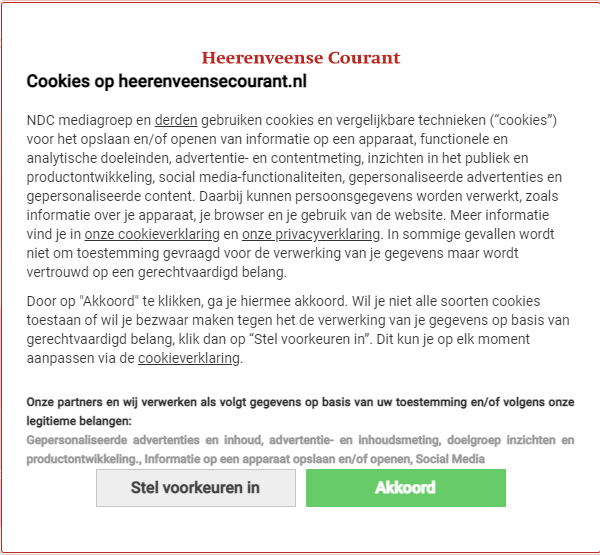 Heerenveense Courant
Cookies op heerenveensecourant.nl
NDC mediagroep en derden gebruiken cookies en vergelijkbare technieken (“cookies”)
voor het opslaan en/of openen van informatie op een apparaat, functionele en
analytische doeleinden, advertentie- en contentmeting, inzichten in het publiek en
productontwikkeling, social media-functionaliteiten, gepersonaliseerde advertenties en
gepersonaliseerde content. Daarbij kunnen persoonsgegevens worden verwerkt, zoals
informatie over je apparaat, je browser en je gebruik van de website. Meer informatie
vind je in onze cookieverklaring en onze privacyverklaring. In sommige gevallen wordt
niet om toestemming gevraagd voor de verwerking van je gegevens maar wordt
vertrouwd op een gerechtvaardigd belang.
Door op "Akkoord" te klikken, ga je hiermee akkoord. Wil je niet alle soorten cookies
toestaan of wil je bezwaar maken tegen het de verwerking van je gegevens op basis van
gerechtvaardigd belang, klik dan op “Stel voorkeuren in”. Dit kun je op elk moment
aanpassen via de cookieverklaring.
Onze partners en wij verwerken als volgt gegevens op basis van uw toestemming en/of volgens onze
legitieme belangen:
Gepersonaliseerde advertenties en inhoud, advertentie- en inhoudsmeting, doelgroep inzichten en
productontwikkeling., Informatie op een apparaat opslaan en/of openen, Social Media
Stel voorkeuren in
Akkoord